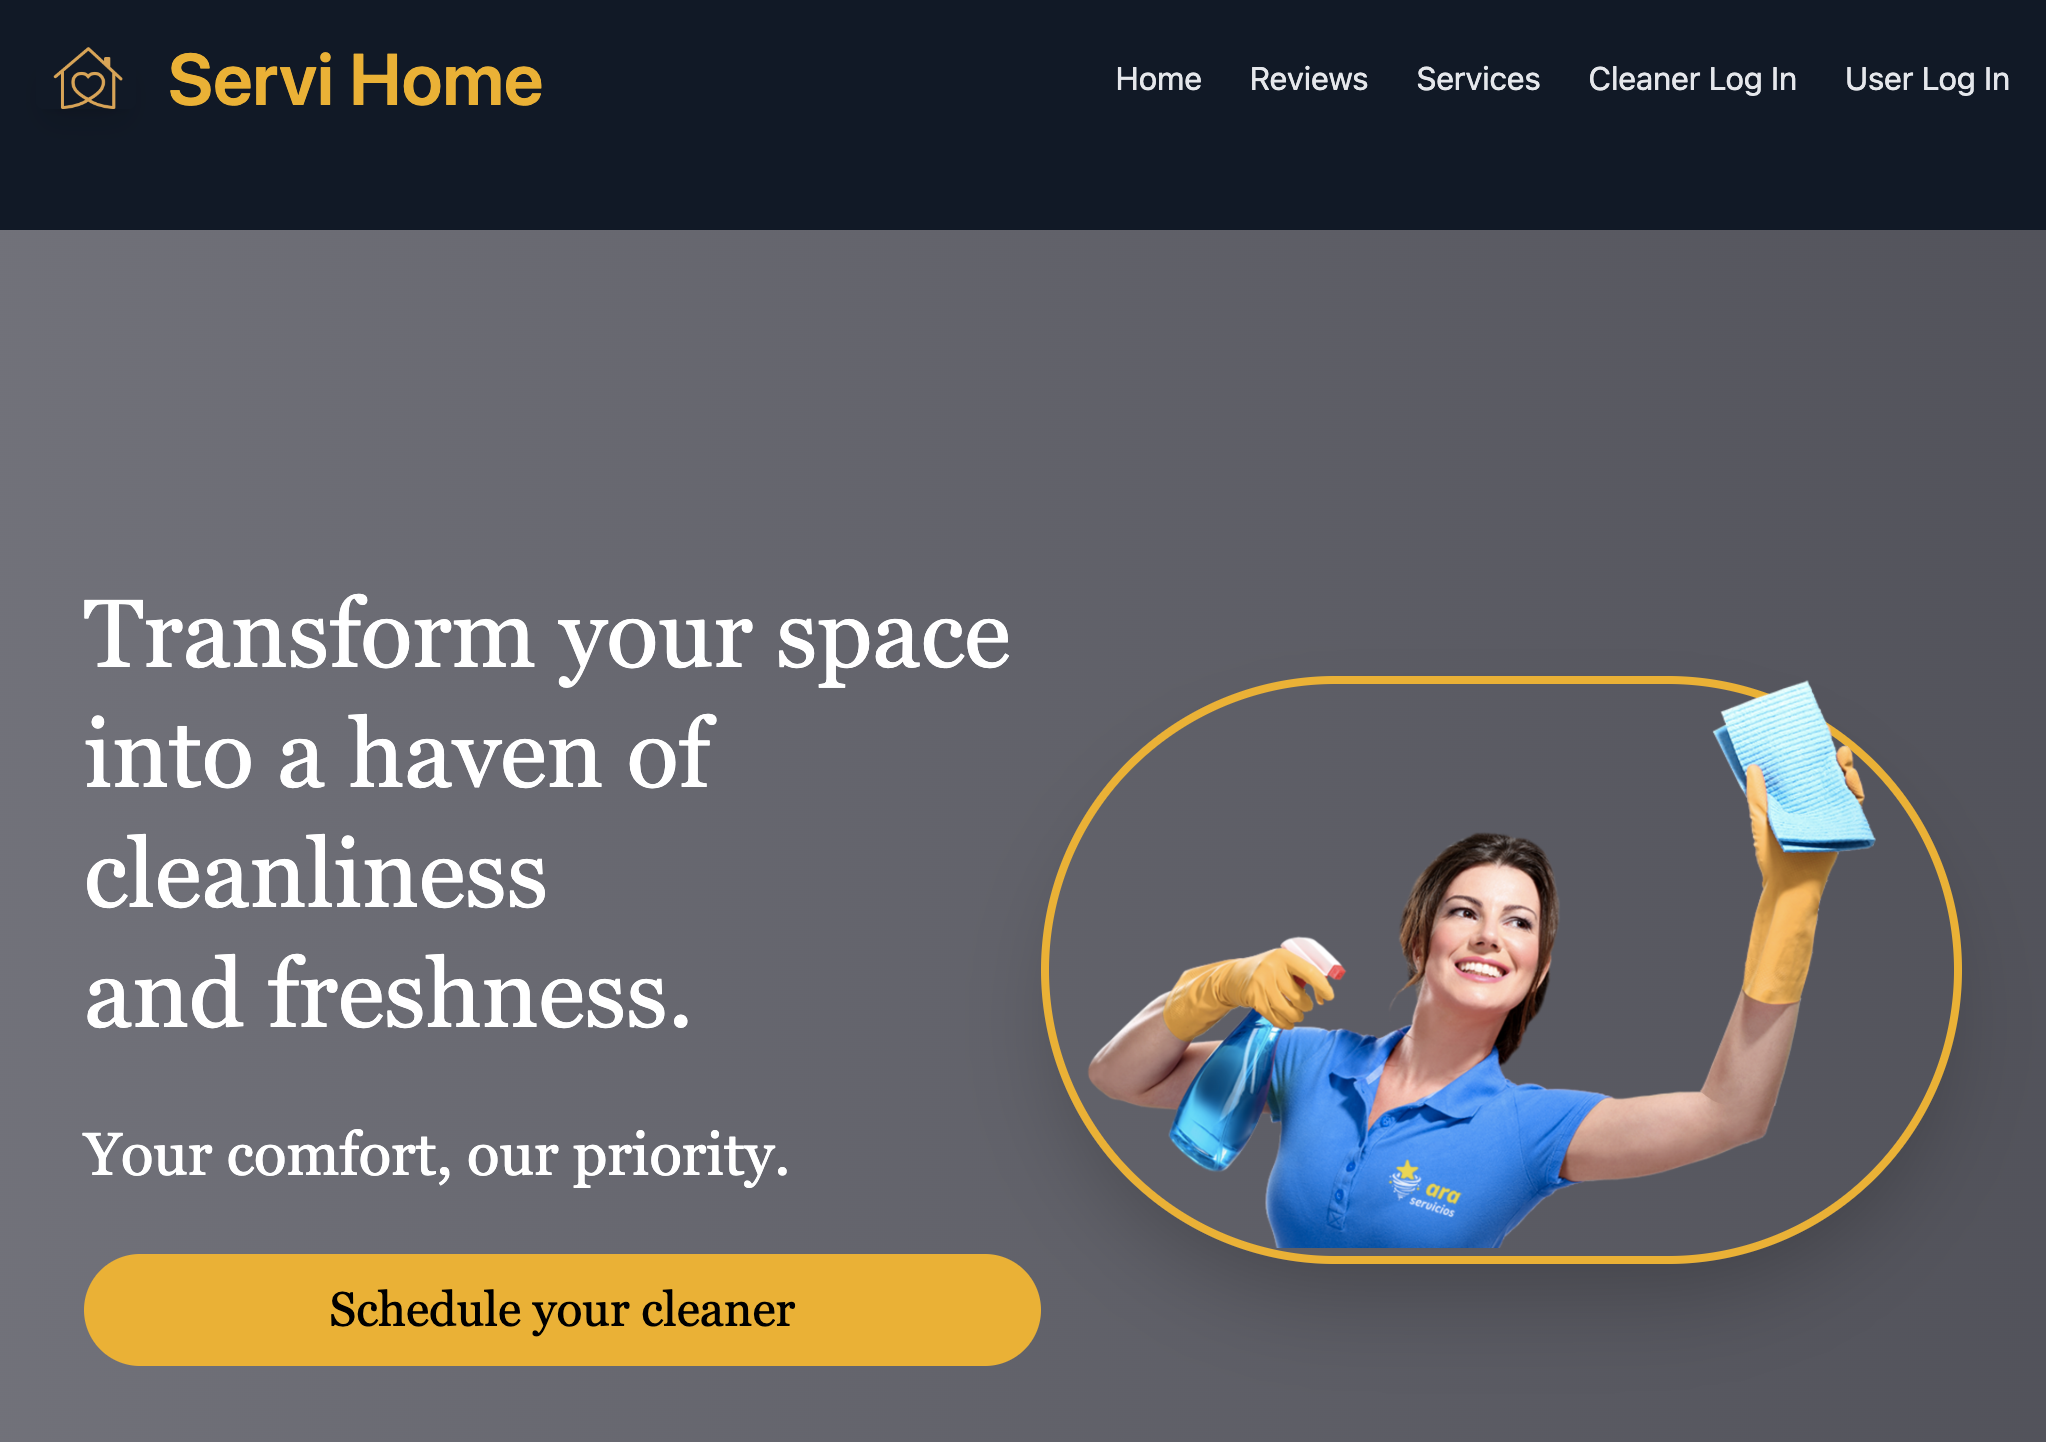 Servi Home
Home
Reviews
Services
Cleaner Log In
User Log In
Transform your space
into a haven of
cleanliness
and freshness.
Your comfort, our priority.
Schedule your cleaner
ara
servicios